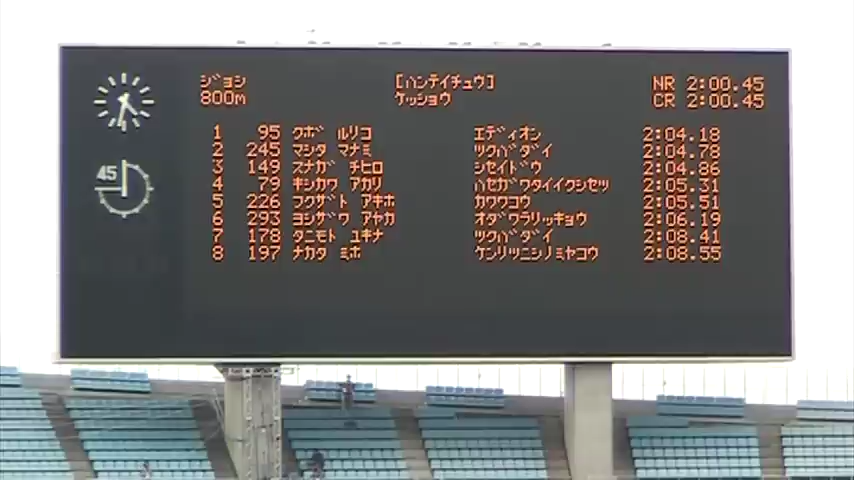 ジョシ [ハンテイチュウ] NR 2:00.45
800m ケッショウ CR 2:00.45
1 95 クボ ルリコ エディオン 2:04.18
2 245 マシタ マナミ ツクバダイ 2:04.78
3 149 スナガ チヒロ シセイドウ 2:04.86
4 79 キシカワ アカリ ハセガワタイイクシセツ 2:05.31
5 226 フクザト アキホ カワワコウ 2:05.51
6 293 ヨシザワ アヤカ オダワラリッキョウ 2:06.19
7 178 タニモト ユキナ ツクバダイ 2:08.41
8 197 ナカタ ミホ ケンリツニシノミヤコウ 2:08.55
45